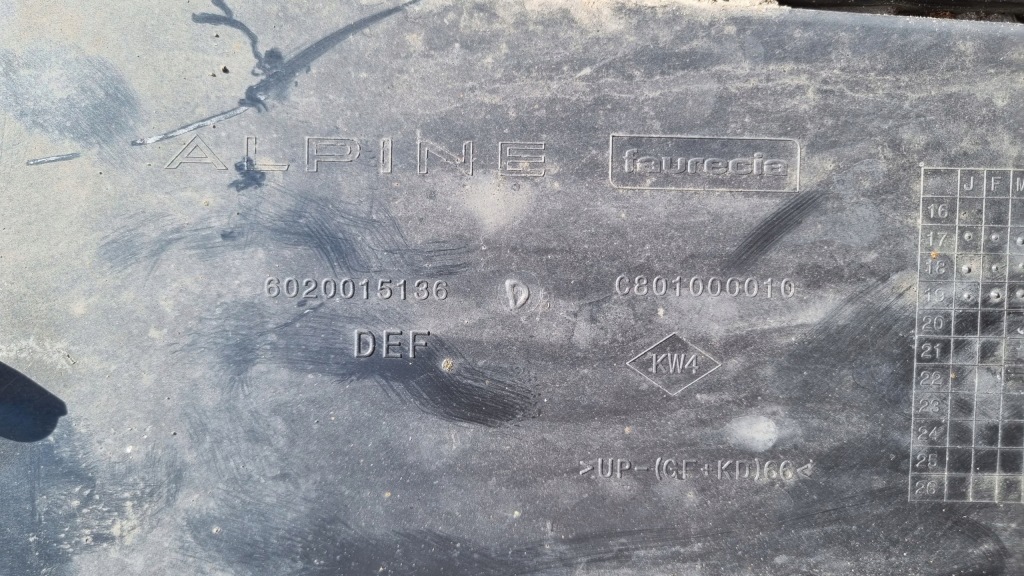 ALPINE
faurecia
6020015136 D C801000010
DEF
KW4
>UP-(GF+KD)66<
J F M
16
17
18
19
20
21
22
23
24
25
26